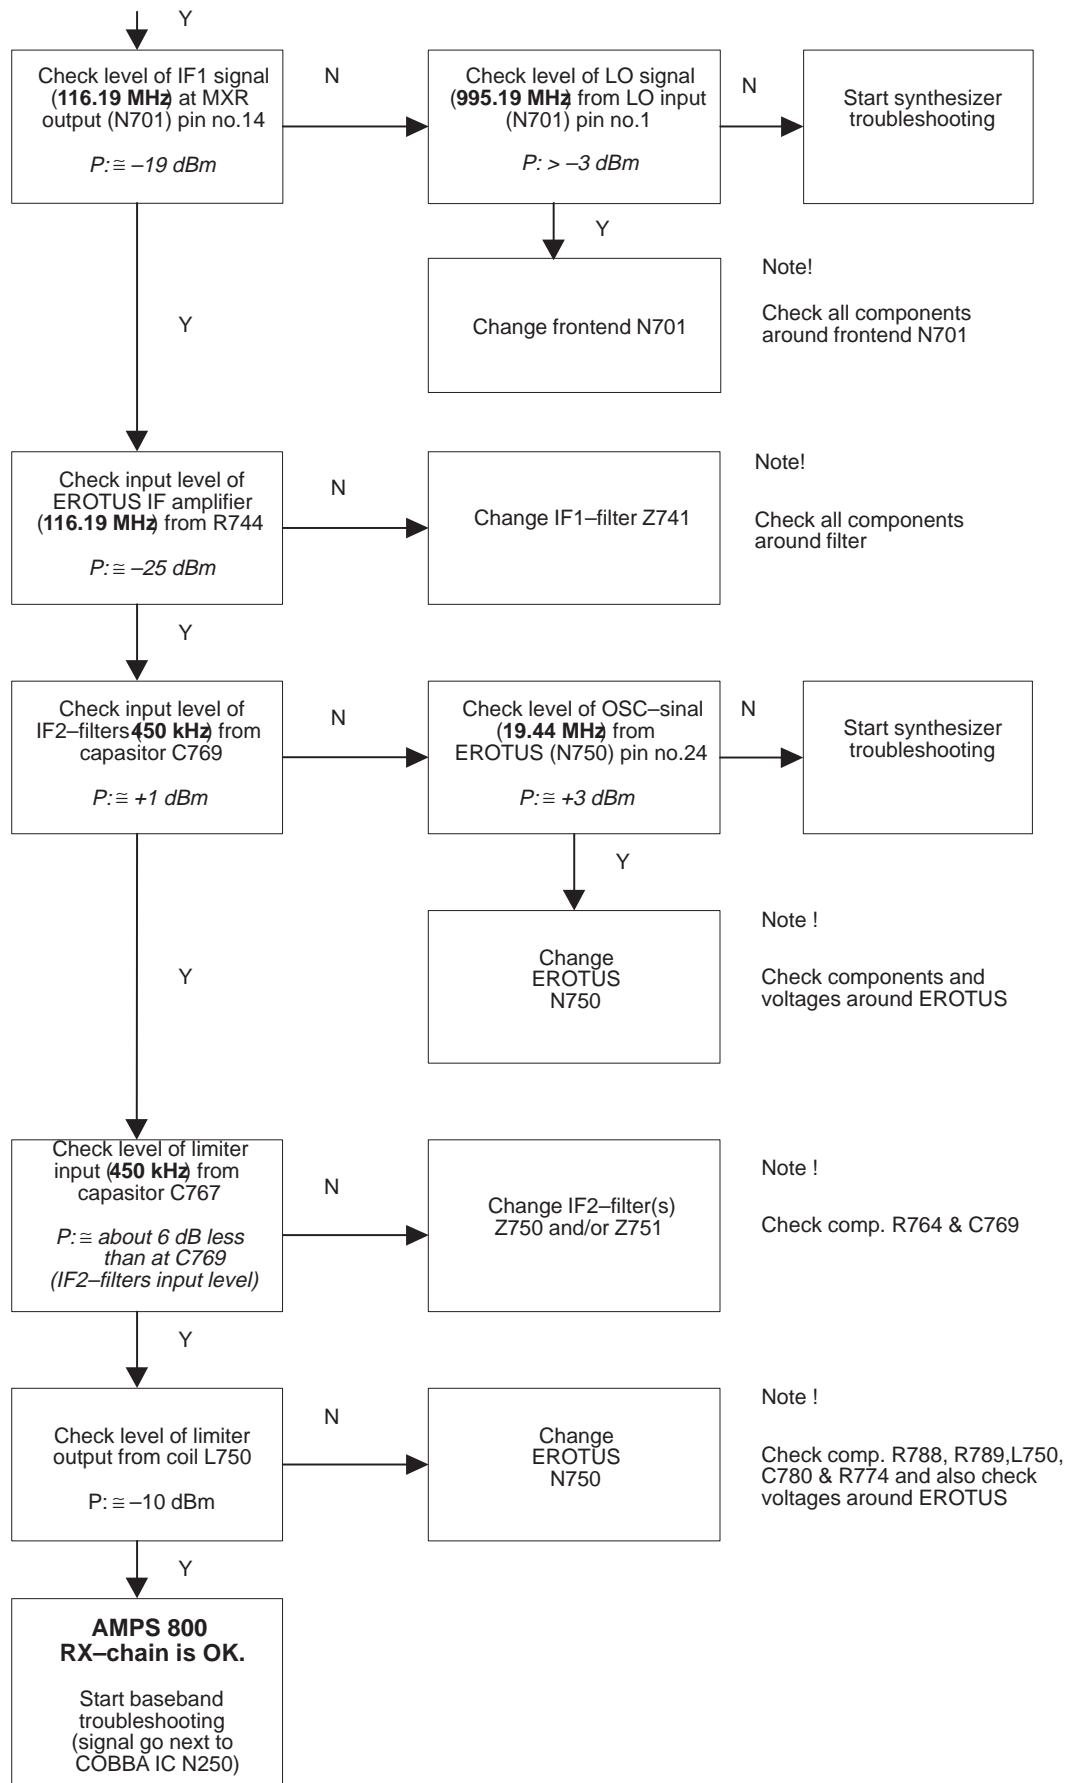 Y
Check level of IF1 signal
(116.19 MHz) at MXR
output (N701) pin no.14
P: ≅ –19 dBm
N
Check level of LO signal
(995.19 MHz) from LO input
(N701) pin no.1
P: > –3 dBm
N
Start synthesizer
troubleshooting
Y
Change frontend N701
Note!
Check all components
around frontend N701
Y
Check input level of
EROTUS IF amplifier
(116.19 MHz) from R744
P: ≅ –25 dBm
N
Change IF1–filter Z741
Note!
Check all components
around filter
Y
Check input level of
IF2–filters (450 kHz) from
capasitor C769
P: ≅ +1 dBm
N
Check level of OSC–sinal
(19.44 MHz) from
EROTUS (N750) pin no.24
P: ≅ +3 dBm
N
Start synthesizer
troubleshooting
Y
Change
EROTUS
N750
Note !
Check components and
voltages around EROTUS
Y
Check level of limiter
input (450 kHz) from
capasitor C767
P: ≅ about 6 dB less
than at C769
(IF2–filters input level)
N
Change IF2–filter(s)
Z750 and/or Z751
Note !
Check comp. R764 & C769
Y
Check level of limiter
output from coil L750
P: ≅ –10 dBm
N
Change
EROTUS
N750
Note !
Check comp. R788, R789,L750,
C780 & R774 and also check
voltages around EROTUS
Y
AMPS 800
RX–chain is OK.
Start baseband
troubleshooting
(signal go next to
COBBA IC N250)